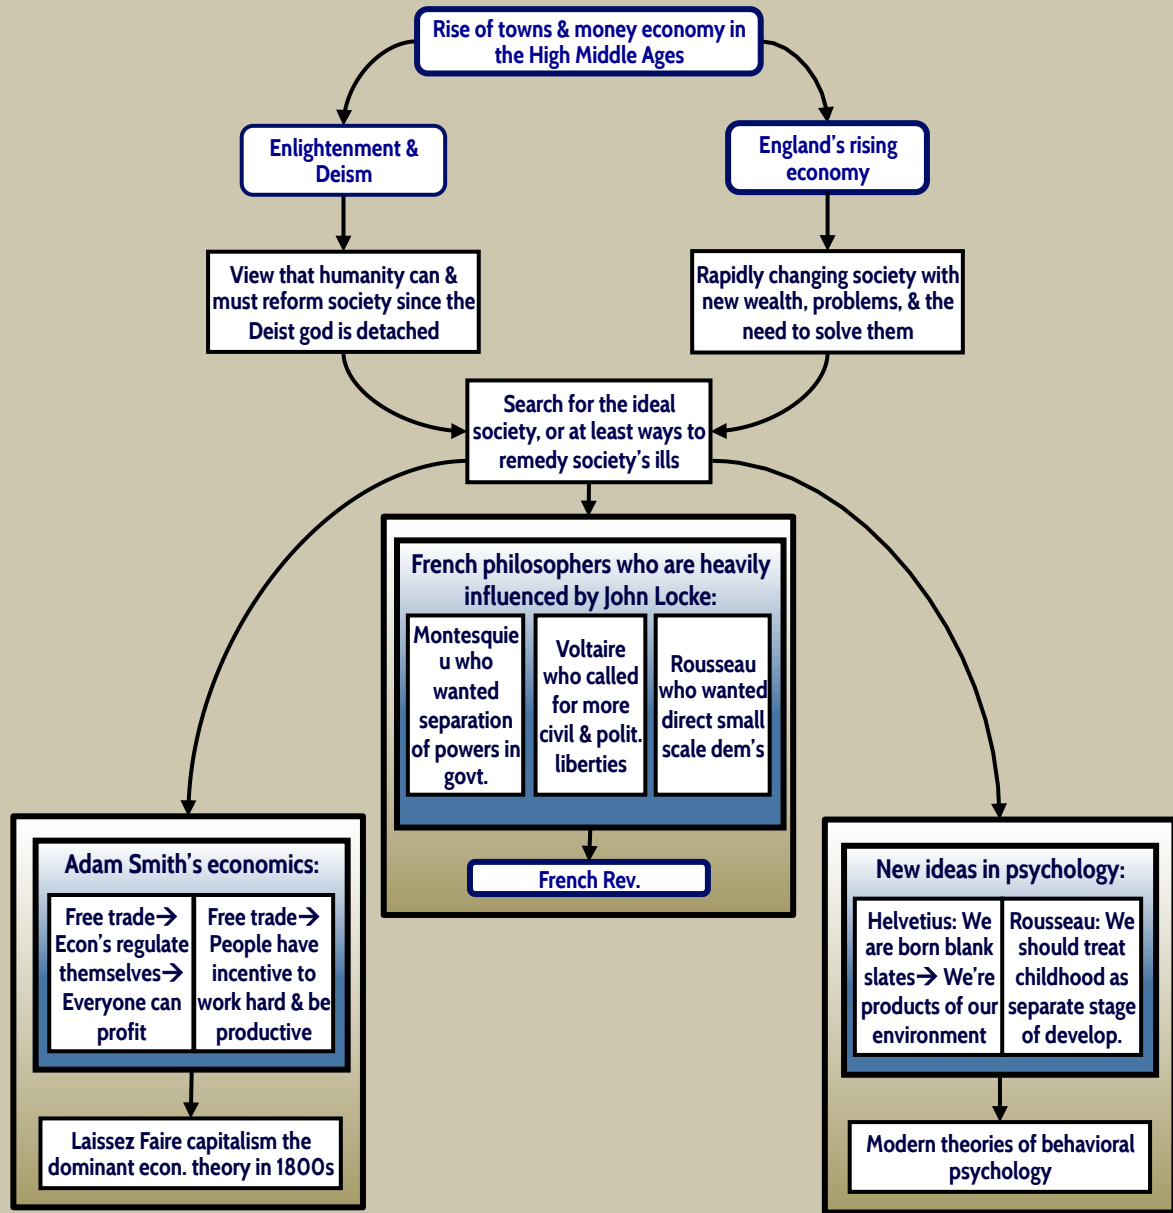 Rise of towns & money economy in
the High Middle Ages
Enlightenment &
Deism
England's rising
economy
View that humanity can &
must reform society since the
Deist god is detached
Rapidly changing society with
new wealth, problems, & the
need to solve them
Search for the ideal
society, or at least ways to
remedy society's ills
French philosophers who are heavily
influenced by John Locke:
Montesquie
u who
wanted
separation
of powers in
govt.
Voltaire
who called
for more
civil & polit.
liberties
Rousseau
who wanted
direct small
scale dem's
French Rev.
Adam Smith's economics:
Free trade→
Econ's regulate
themselves→
Everyone can
profit
Free trade→
People have
incentive to
work hard & be
productive
Laissez Faire capitalism the
dominant econ. theory in 1800s
New ideas in psychology:
Helvetius: We
are born blank
slates→ We're
products of our
environment
Rousseau: We
should treat
childhood as
separate stage
of develop.
Modern theories of behavioral
psychology